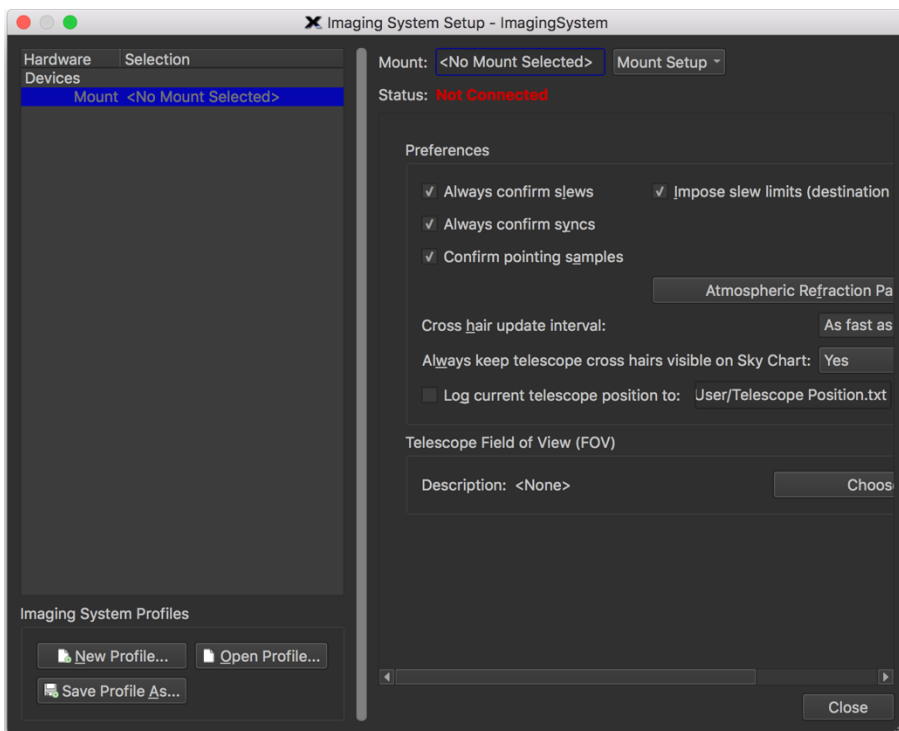 Imaging System Setup - ImagingSystem
Hardware Selection
Devices
Mount <No Mount Selected>
Imaging System Profiles
New Profile... Open Profile...
Save Profile As...
Mount: <No Mount Selected> Mount Setup
Status: Not Connected
Preferences
Always confirm slews Impose slew limits (destination
Always confirm syncs
Confirm pointing samples
Atmospheric Refraction Pa
Cross hair update interval: As fast as
Always keep telescope cross hairs visible on Sky Chart: Yes
Log current telescope position to: User/Telescope Position.txt
Telescope Field of View (FOV)
Description: <None> Choos
Close